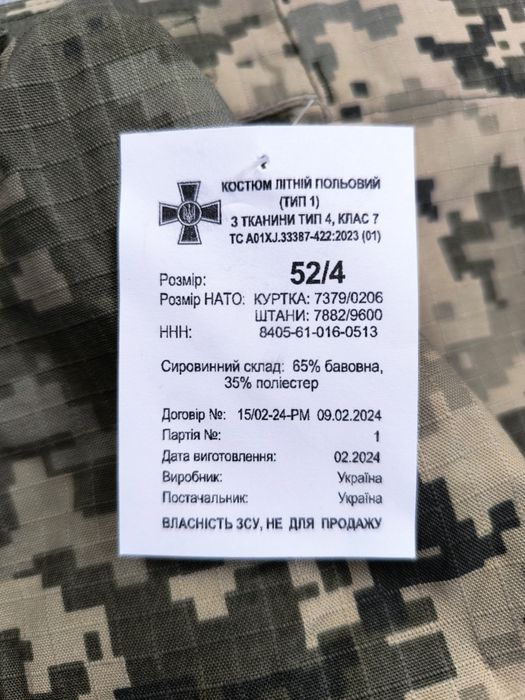 КОСТЮМ ЛІТНІЙ ПОЛЬОВИЙ
(ТИП 1)
З ТКАНИНИ ТИП 4, КЛАС 7
ТС А01XJ.33387-422:2023 (01)
Розмір: 52/4
Розмір НАТО: КУРТКА: 7379/0206
ШТАНИ: 7882/9600
ННН: 8405-61-016-0513
Сировинний склад: 65% бавовна,
35% поліестер
Договір №: 15/02-24-РМ 09.02.2024
Партія №: 1
Дата виготовлення: 02.2024
Виробник: Україна
Постачальник: Україна
ВЛАСНІСТЬ ЗСУ, НЕ ДЛЯ ПРОДАЖУ